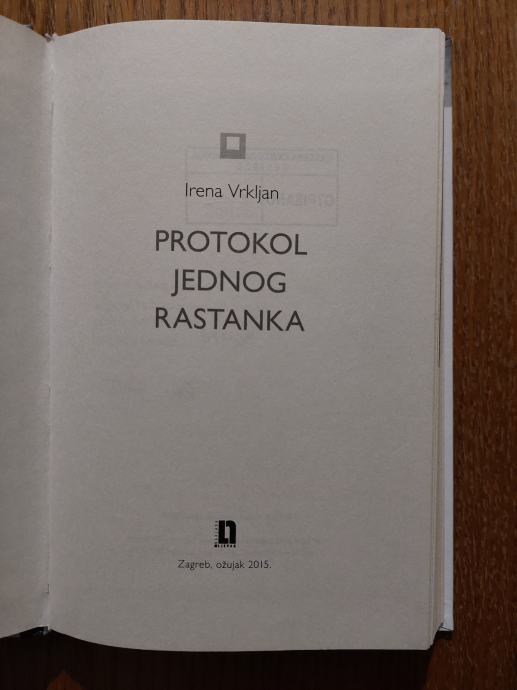 Irena Vrkljan
PROTOKOL
JEDNOG
RASTANKA
Zagreb, ožujak 2015.